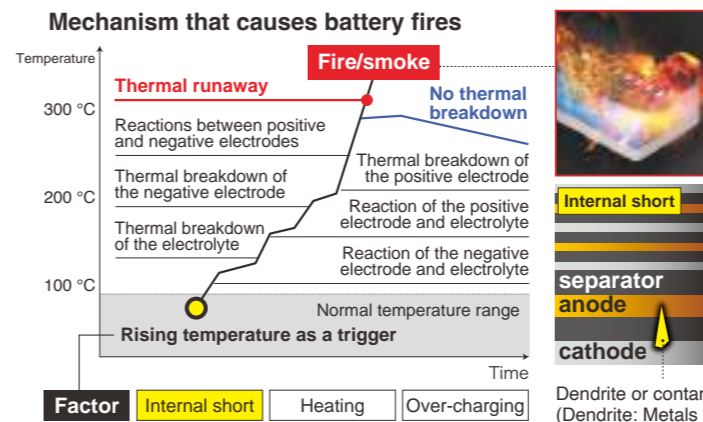 Mechanism that causes battery fires
Temperature
Fire/smoke
Thermal runaway
No thermal
breakdown
300 °C
Reactions between positive
and negative electrodes
Thermal breakdown of
the positive electrode
200 °C
Thermal breakdown of
the negative electrode
Reaction of the positive
electrode and electrolyte
Thermal breakdown
of the electrolyte
Reaction of the negative
electrode and electrolyte
100 °C
Normal temperature range
Rising temperature as a trigger
Time
Factor
Internal short
Heating
Over-charging
Internal short
separator
anode
cathode
Dendrite or
(Dendrite: Metals